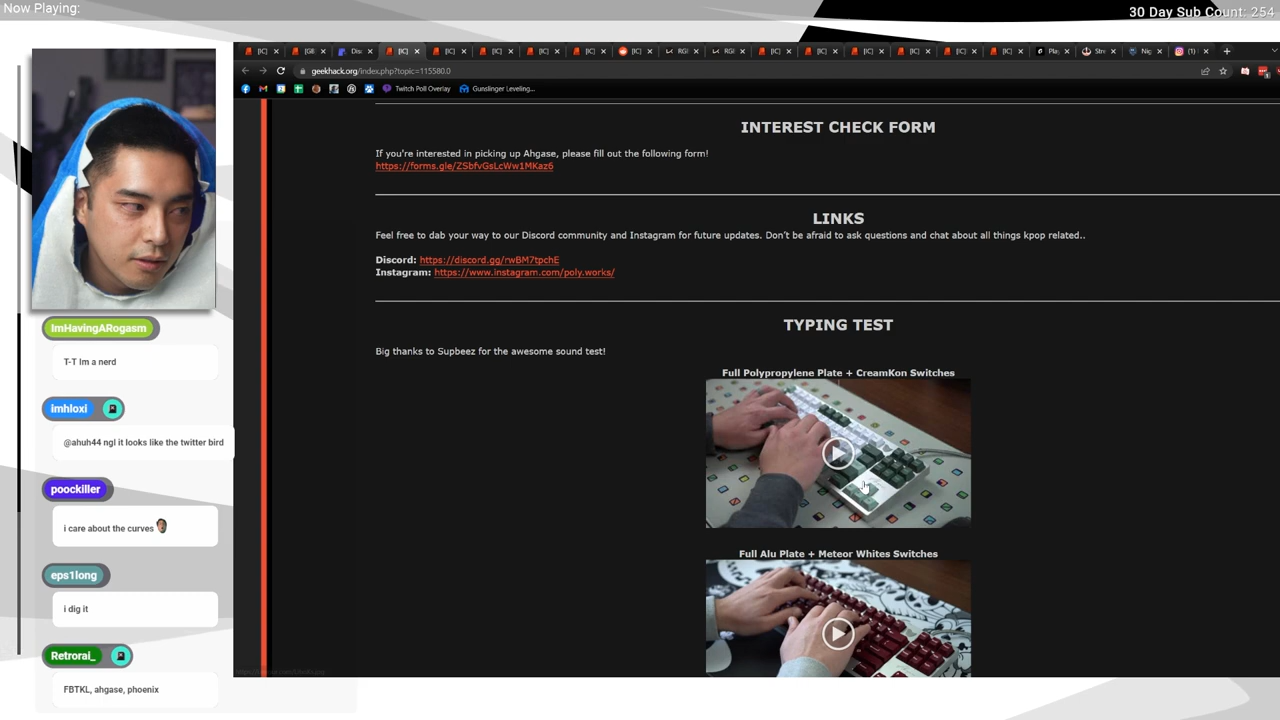 Now Playing:
30 Day Sub Count: 254
geekhack.org/index.php?topic=115580.0
Twitch Poll Overlay
Gunslinger Leveling...
INTEREST CHECK FORM
If you're interested in picking up Ahgase, please fill out the following form!
https://forms.gle/ZSbfvGsLcWw1MKaz6
LINKS
Feel free to dab your way to our Discord community and Instagram for future updates. Don't be afraid to ask questions and chat about all things kpop related..
Discord: https://discord.gg/rwBM7tpchE
Instagram: https://www.instagram.com/poly.works/
TYPING TEST
Big thanks to Supbeez for the awesome sound test!
Full Polypropylene Plate + CreamKon Switches
Full Alu Plate + Meteor Whites Switches
ImHavingARogasm
T-T Im a nerd
imhloxi
@ahuh44 ngl it looks like the twitter bird
poockiller
i care about the curves
eps1long
i dig it
Retrorai_
FBTKL, ahgase, phoenix